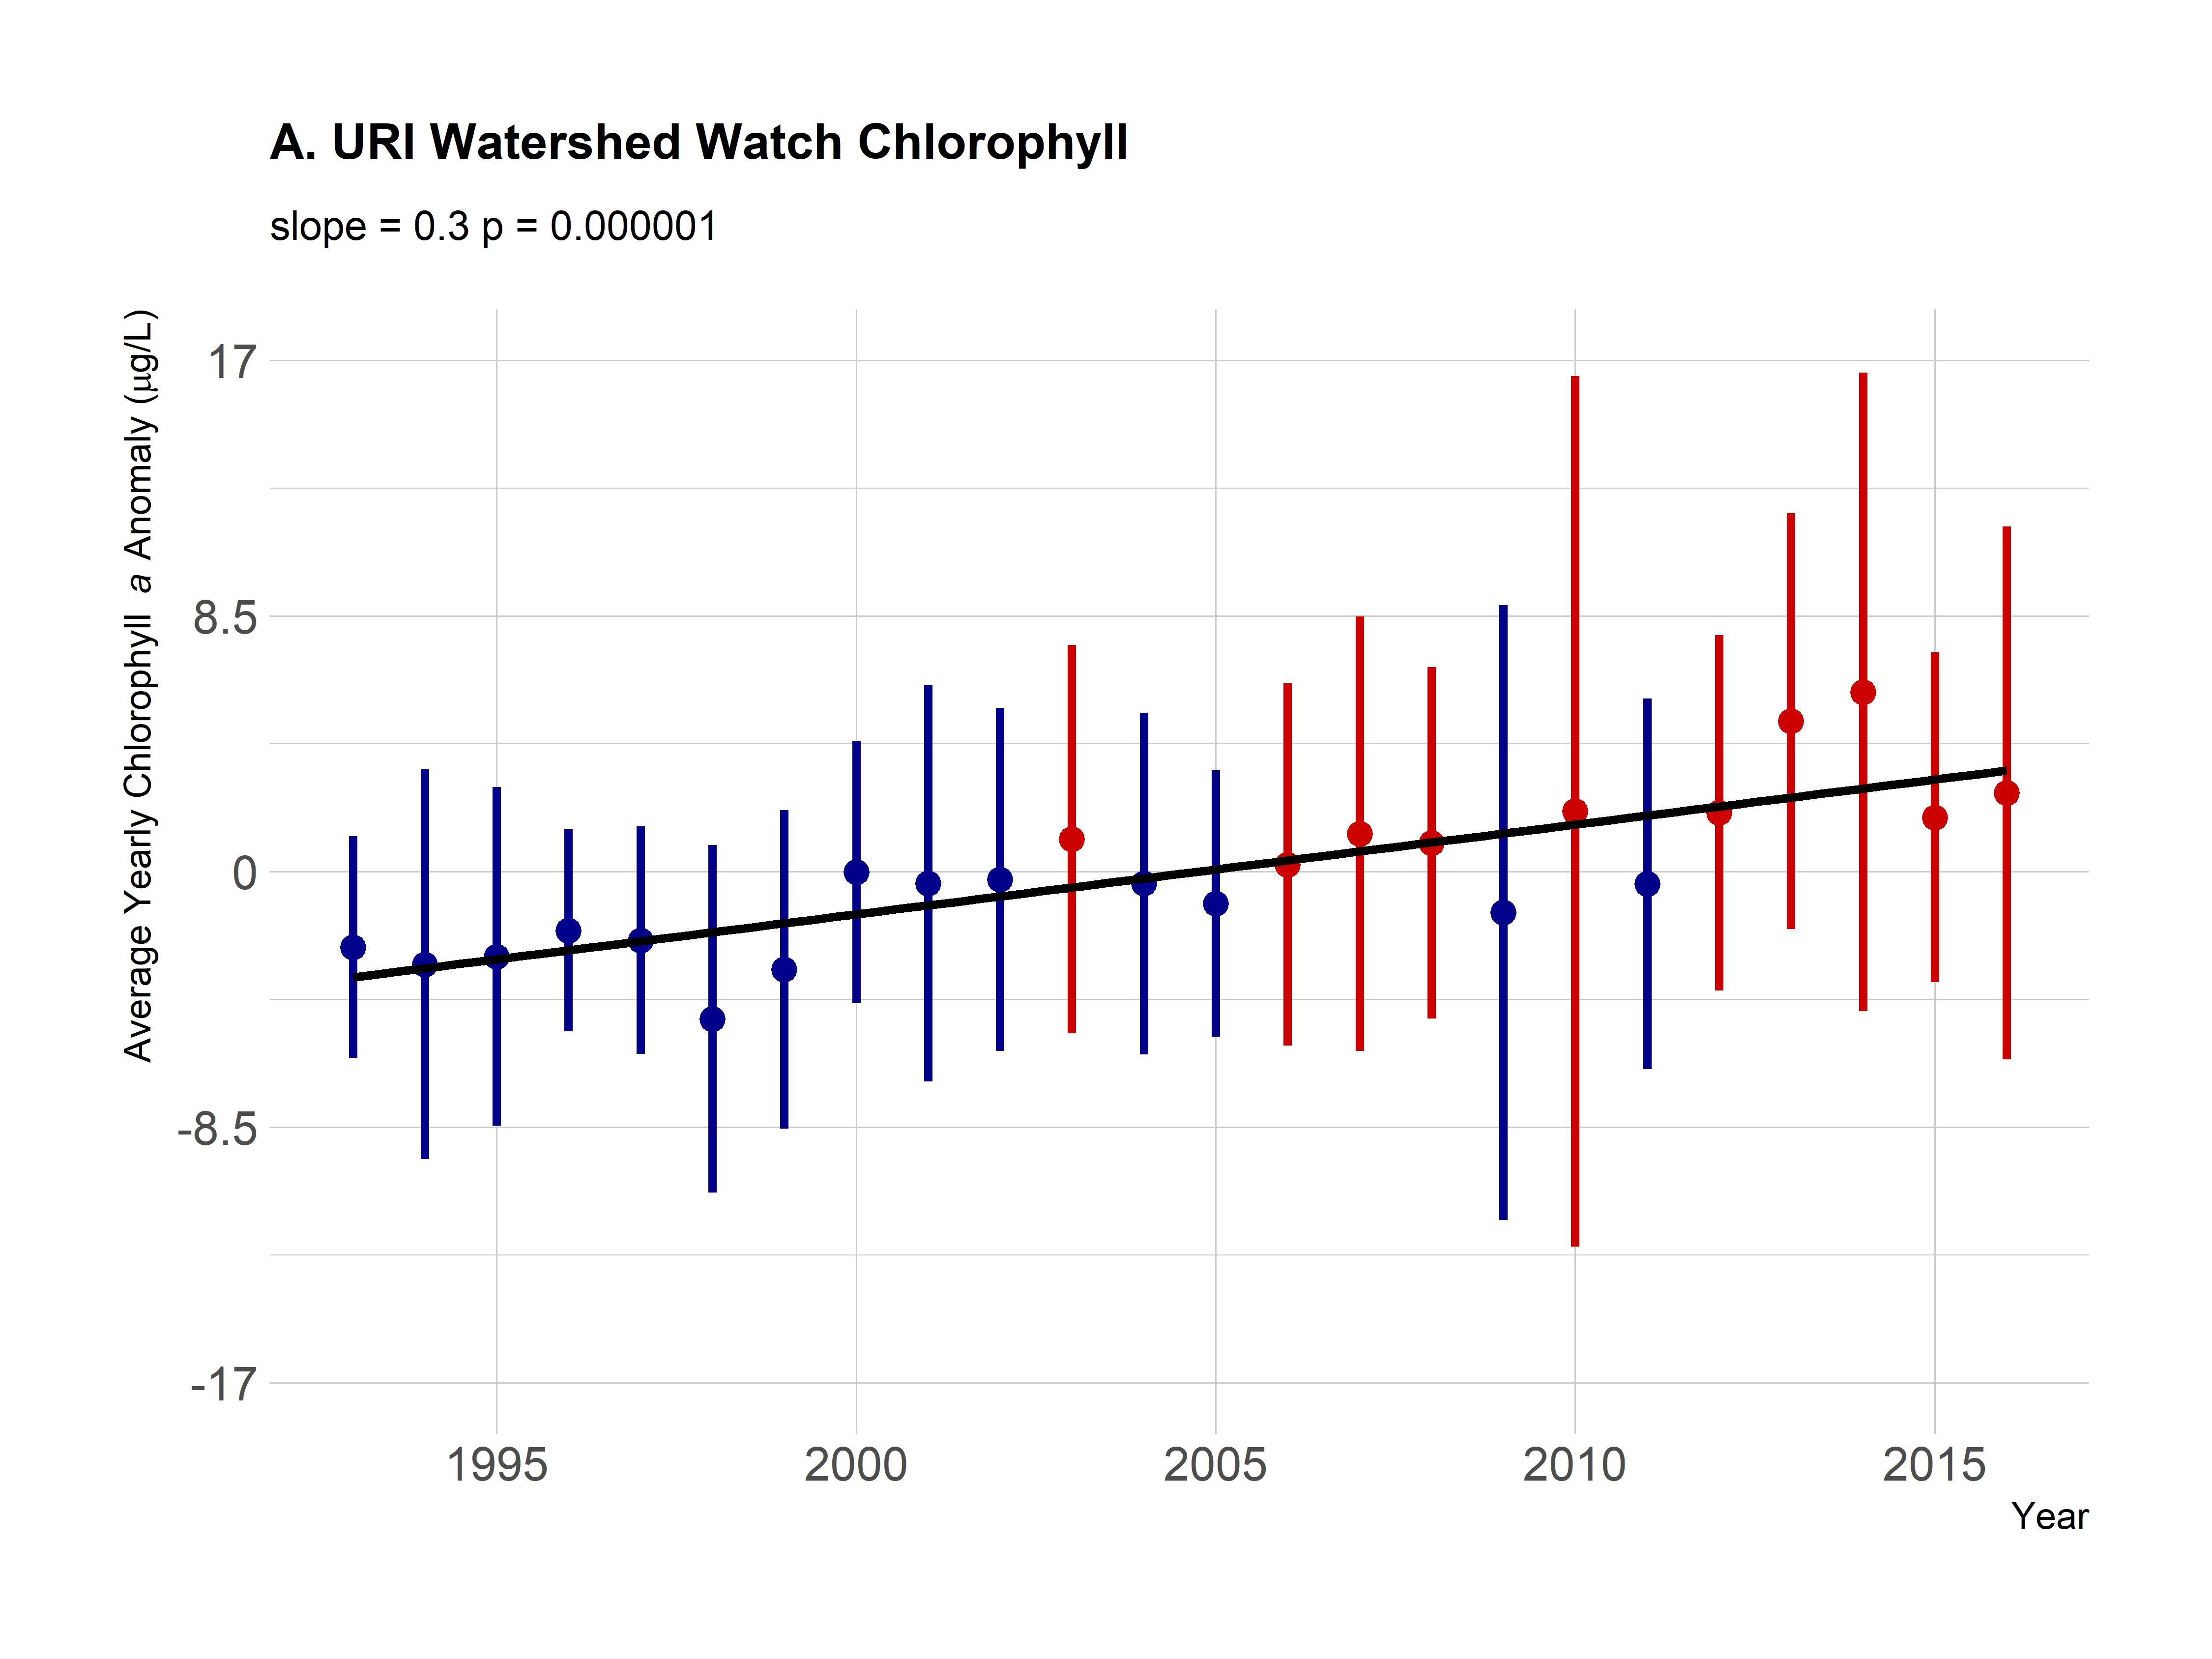 A. URI Watershed Watch Chlorophyll
slope = 0.3 p = 0.000001
Average Yearly Chlorophyll a Anomaly (μg/L)
17
8.5
0
-8.5
-17
1995 2000 2005 2010 2015
Year